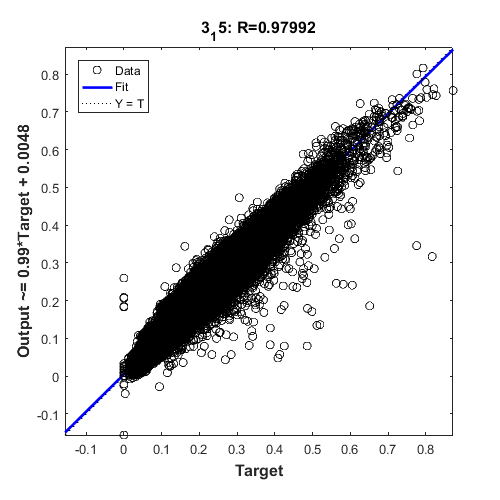 3₁5: R=0.97992
Data
Fit
Y = T
Output ~= 0.99*Target + 0.0048
0.8
0.7
0.6
0.5
0.4
0.3
0.2
0.1
0
-0.1
-0.1 0 0.1 0.2 0.3 0.4 0.5 0.6 0.7 0.8
Target